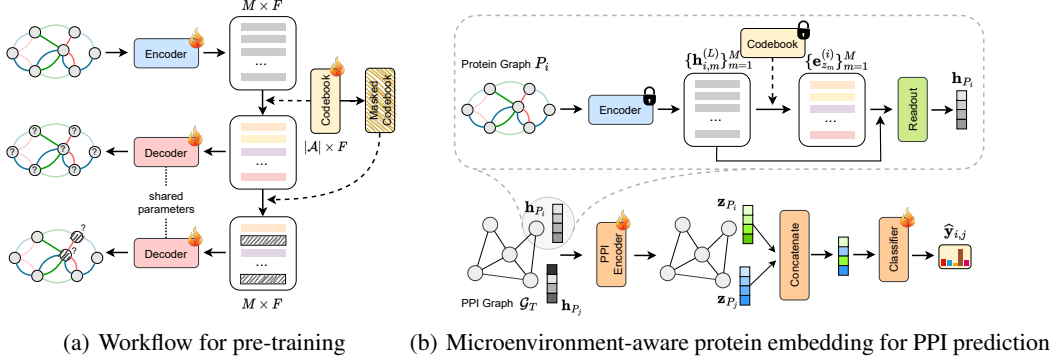 M × F
Encoder
...
Codebook
Masked
Codebook
|𝒜| × F
? ? ? ? ? ? ?
Decoder
...
shared
parameters
? ?
Decoder
...
M × F
(a) Workflow for pre-training
Protein Graph P_i
Encoder
{h_{i,m}^{(L)}}_{m=1}^{M}
...
Codebook
{e_{z_m}^{(i)}}_{m=1}^{M}
...
Readout
h_{P_i}
h_{P_i}
PPI Graph 𝒢_T
h_{P_j}
PPI
Encoder
z_{P_i}
z_{P_j}
Concatenate
Classifier
ŷ_{i,j}
(b) Microenvironment-aware protein embedding for PPI prediction